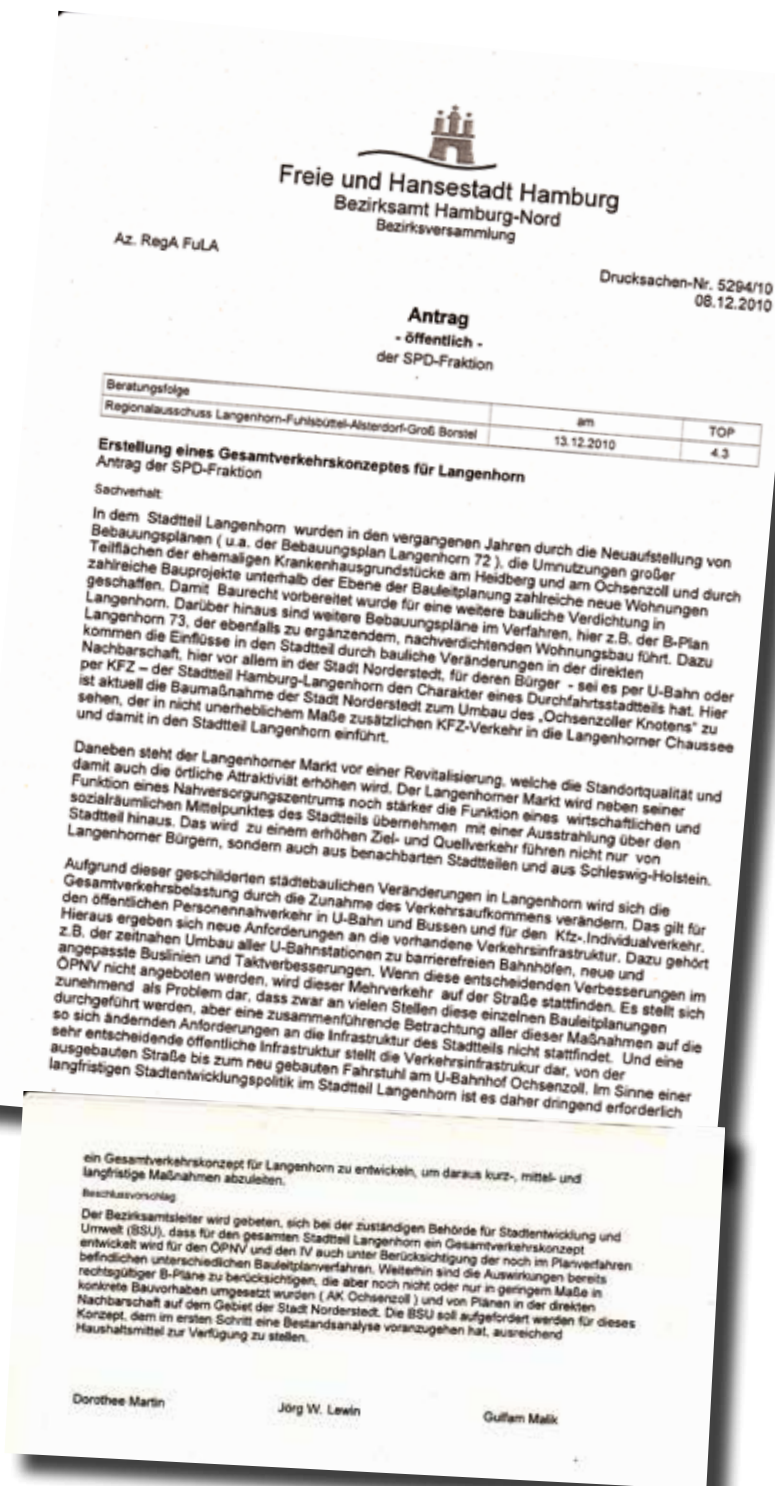 Freie und Hansestadt Hamburg
Bezirksamt Hamburg-Nord
Bezirksversammlung
Az. RegA FuLA
Drucksachen-Nr. 5294/10
08.12.2010
Antrag
- öffentlich -
der SPD-Fraktion
Beratungsfolge am TOP
Regionalausschuss Langenhorn-Fuhlsbüttel-Alsterdorf-Groß Borstel 13.12.2010 4.3
Erstellung eines Gesamtverkehrskonzeptes für Langenhorn
Antrag der SPD-Fraktion
Sachverhalt:
In dem Stadtteil Langenhorn wurden in den vergangenen Jahren durch die Neuaufstellung von
Bebauungsplänen ( u.a. der Bebauungsplan Langenhorn 72 ), die Umnutzungen großer
Teilflächen der ehemaligen Krankenhausgrundstücke am Heidberg und am Ochsenzoll und durch
zahlreiche Bauprojekte unterhalb der Ebene der Bauleitplanung zahlreiche neue Wohnungen
geschaffen. Damit Baurecht vorbereitet wurde für eine weitere bauliche Verdichtung in
Langenhorn. Darüber hinaus sind weitere Bebauungspläne im Verfahren, hier z.B. der B-Plan
Langenhorn 73, der ebenfalls zu ergänzendem, nachverdichtenden Wohnungsbau führt. Dazu
kommen die Einflüsse in den Stadtteil durch bauliche Veränderungen in der direkten
Nachbarschaft, hier vor allem in der Stadt Norderstedt, für deren Bürger - sei es per U-Bahn oder
per KFZ – der Stadtteil Hamburg-Langenhorn den Charakter eines Durchfahrtsstadtteils hat. Hier
ist aktuell die Baumaßnahme der Stadt Norderstedt zum Umbau des „Ochsenzoller Knotens" zu
sehen, der in nicht unerheblichem Maße zusätzlichen KFZ-Verkehr in die Langenhorner Chaussee
und damit in den Stadtteil Langenhorn einführt.
Daneben steht der Langenhorner Markt vor einer Revitalisierung, welche die Standortqualität und
damit auch die örtliche Attraktiviät erhöhen wird. Der Langenhorner Markt wird neben seiner
Funktion eines Nahversorgungszentrums noch stärker die Funktion eines wirtschaftlichen und
sozialräumlichen Mittelpunktes des Stadtteils übernehmen mit einer Ausstrahlung über den
Stadtteil hinaus. Das wird zu einem erhöhen Ziel- und Quellverkehr führen nicht nur von
Langenhorner Bürgern, sondern auch aus benachbarten Stadtteilen und aus Schleswig-Holstein.
Aufgrund dieser geschilderten städtebaulichen Veränderungen in Langenhorn wird sich die
Gesamtverkehrsbelastung durch die Zunahme des Verkehrsaufkommens verändern. Das gilt für
den öffentlichen Personennahverkehr in U-Bahn und Bussen und für den Kfz-.Individualverkehr.
Hieraus ergeben sich neue Anforderungen an die vorhandene Verkehrsinfrastruktur. Dazu gehört
z.B. der zeitnahen Umbau aller U-Bahnstationen zu barrierefreien Bahnhöfen, neue und
angepasste Buslinien und Taktverbesserungen. Wenn diese entscheidenden Verbesserungen im
ÖPNV nicht angeboten werden, wird dieser Mehrverkehr auf der Straße stattfinden. Es stellt sich
zunehmend als Problem dar, dass zwar an vielen Stellen diese einzelnen Bauleitplanungen
durchgeführt werden, aber eine zusammenführende Betrachtung aller dieser Maßnahmen auf die
so sich ändernden Anforderungen an die Infrastruktur des Stadtteils nicht stattfindet. Und eine
sehr entscheidende öffentliche Infrastruktur stellt die Verkehrsinfrastrukur dar, von der
ausgebauten Straße bis zum neu gebauten Fahrstuhl am U-Bahnhof Ochsenzoll. Im Sinne einer
langfristigen Stadtentwicklungspolitik im Stadtteil Langenhorn ist es daher dringend erforderlich
ein Gesamtverkehrskonzept für Langenhorn zu entwickeln, um daraus kurz-, mittel- und
langfristige Maßnahmen abzuleiten.
Beschlussvorschlag:
Der Bezirksamtsleiter wird gebeten, sich bei der zuständigen Behörde für Stadtentwicklung und
Umwelt (BSU), dass für den gesamten Stadtteil Langenhorn ein Gesamtverkehrskonzept
entwickelt wird für den ÖPNV und den IV auch unter Berücksichtigung der noch im Planverfahren
befindlichen unterschiedlichen Bauleitplanverfahren. Weiterhin sind die Auswirkungen bereits
rechtsgültiger B-Pläne zu berücksichtigen, die aber noch nicht oder nur in geringem Maße in
konkrete Bauvorhaben umgesetzt wurden ( AK Ochsenzoll ) und von Plänen in der direkten
Nachbarschaft auf dem Gebiet der Stadt Norderstedt. Die BSU soll aufgefordert werden für dieses
Konzept, dem im ersten Schritt eine Bestandsanalyse voranzugehen hat, ausreichend
Haushaltsmittel zur Verfügung zu stellen.
Dorothee Martin Jörg W. Lewin Gulfam Malik